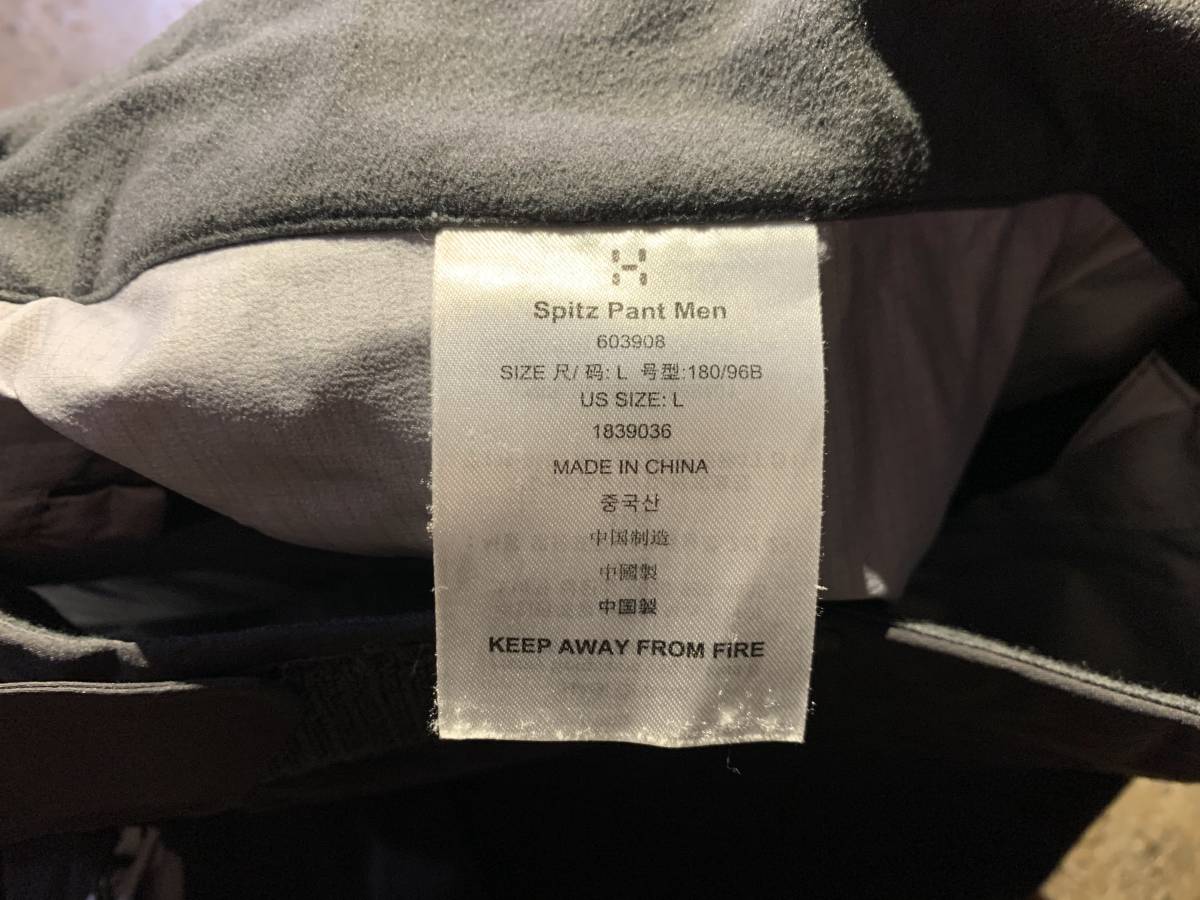 Spitz Pant Men
603908
SIZE 尺/ 码: L 号型:180/96B
US SIZE: L
1839036
MADE IN CHINA
중국산
中国制造
中國製
中国製
KEEP AWAY FROM FIRE